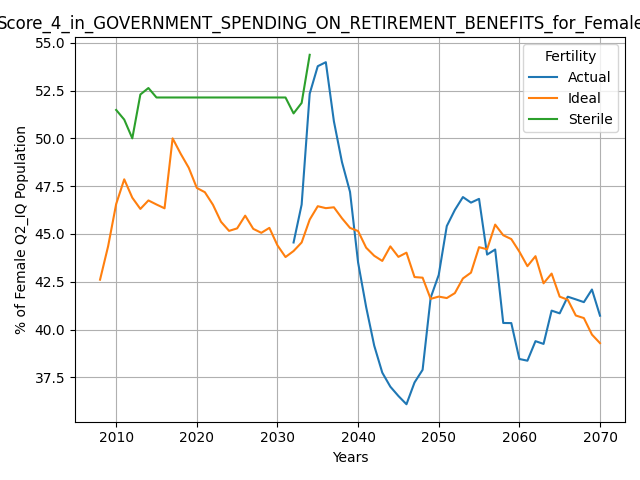 Score_4_in_GOVERNMENT_SPENDING_ON_RETIREMENT_BENEFITS_for_Female
55.0
52.5
50.0
47.5
45.0
42.5
40.0
37.5
% of Female Q2_IQ Population
Fertility
Actual
Ideal
Sterile
2010 2020 2030 2040 2050 2060 2070
Years